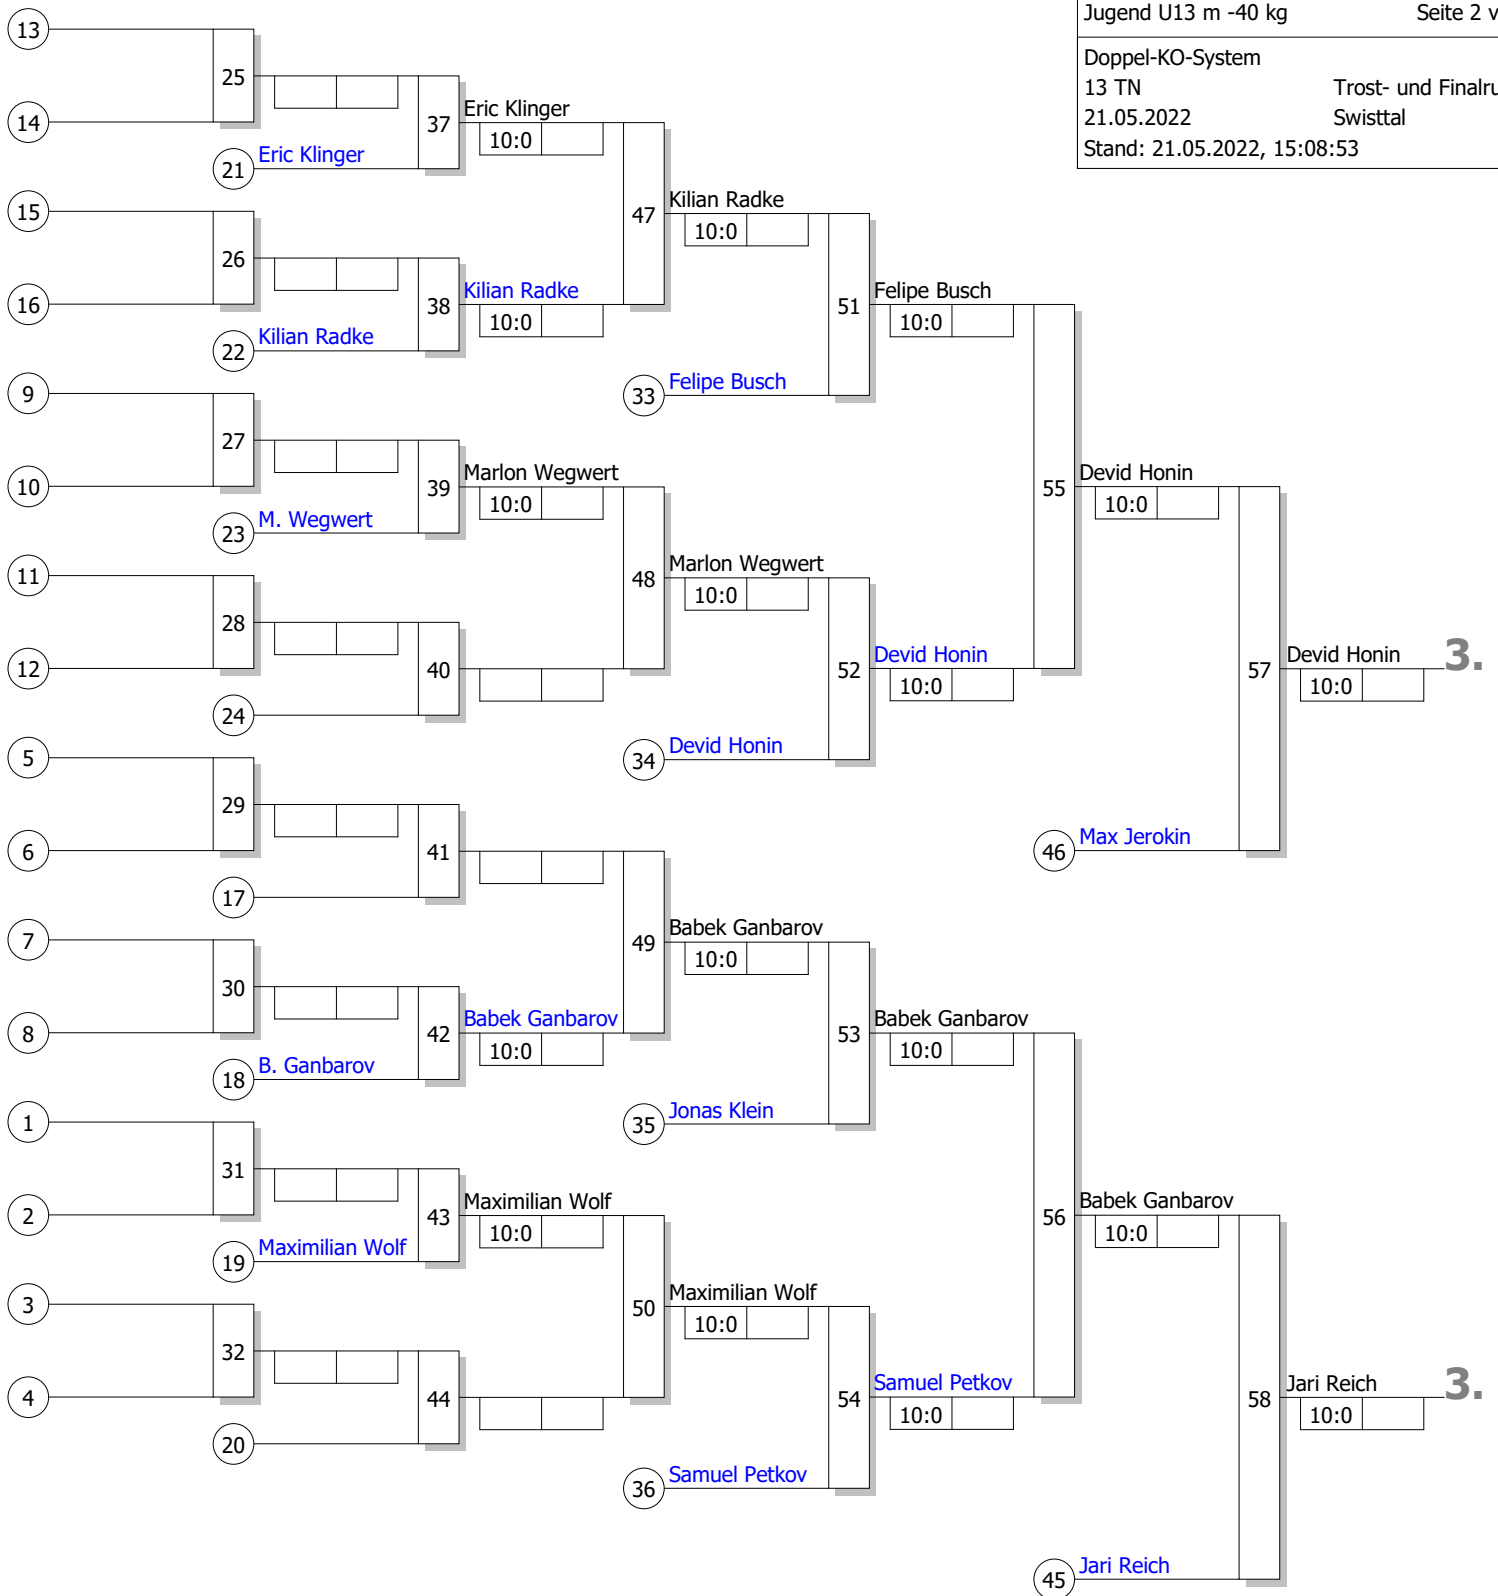 Jugend U13 m -40 kg Seite 2 v
Doppel-KO-System
13 TN Trost- und Finalru
21.05.2022 Swisttal
Stand: 21.05.2022, 15:08:53
13
25
14
37
Eric Klinger
10:0
21
Eric Klinger
15
47
Kilian Radke
10:0
26
16
38
Kilian Radke
10:0
51
Felipe Busch
10:0
22
Kilian Radke
9
33
Felipe Busch
27
10
39
Marlon Wegwert
10:0
55
Devid Honin
10:0
23
M. Wegwert
11
48
Marlon Wegwert
10:0
28
12
40
52
Devid Honin
10:0
57
Devid Honin
10:0
3.
24
5
34
Devid Honin
29
6
41
46
Max Jerokin
17
7
49
Babek Ganbarov
10:0
30
8
42
Babek Ganbarov
10:0
53
Babek Ganbarov
10:0
18
B. Ganbarov
1
35
Jonas Klein
31
2
43
Maximilian Wolf
10:0
56
Babek Ganbarov
10:0
19
Maximilian Wolf
3
50
Maximilian Wolf
10:0
32
4
44
54
Samuel Petkov
10:0
58
Jari Reich
10:0
3.
20
36
Samuel Petkov
45
Jari Reich